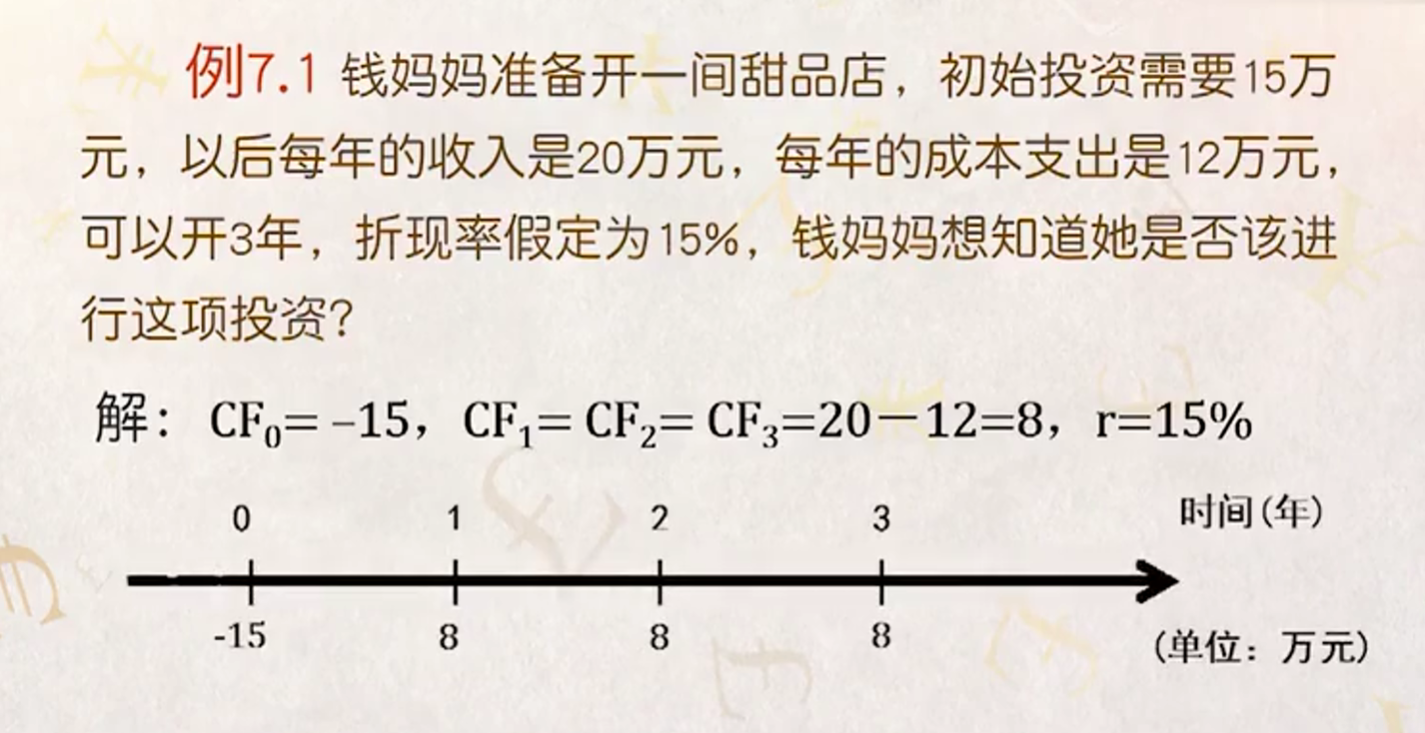 例7.1 钱妈妈准备开一间甜品店，初始投资需要15万
元，以后每年的收入是20万元，每年的成本支出是12万元，
可以开3年，折现率假定为15%，钱妈妈想知道她是否该进
行这项投资？
解：CF₀= –15，CF₁= CF₂= CF₃=20－12=8，r=15%
0 1 2 3 时间(年)
-15 8 8 8 (单位：万元)